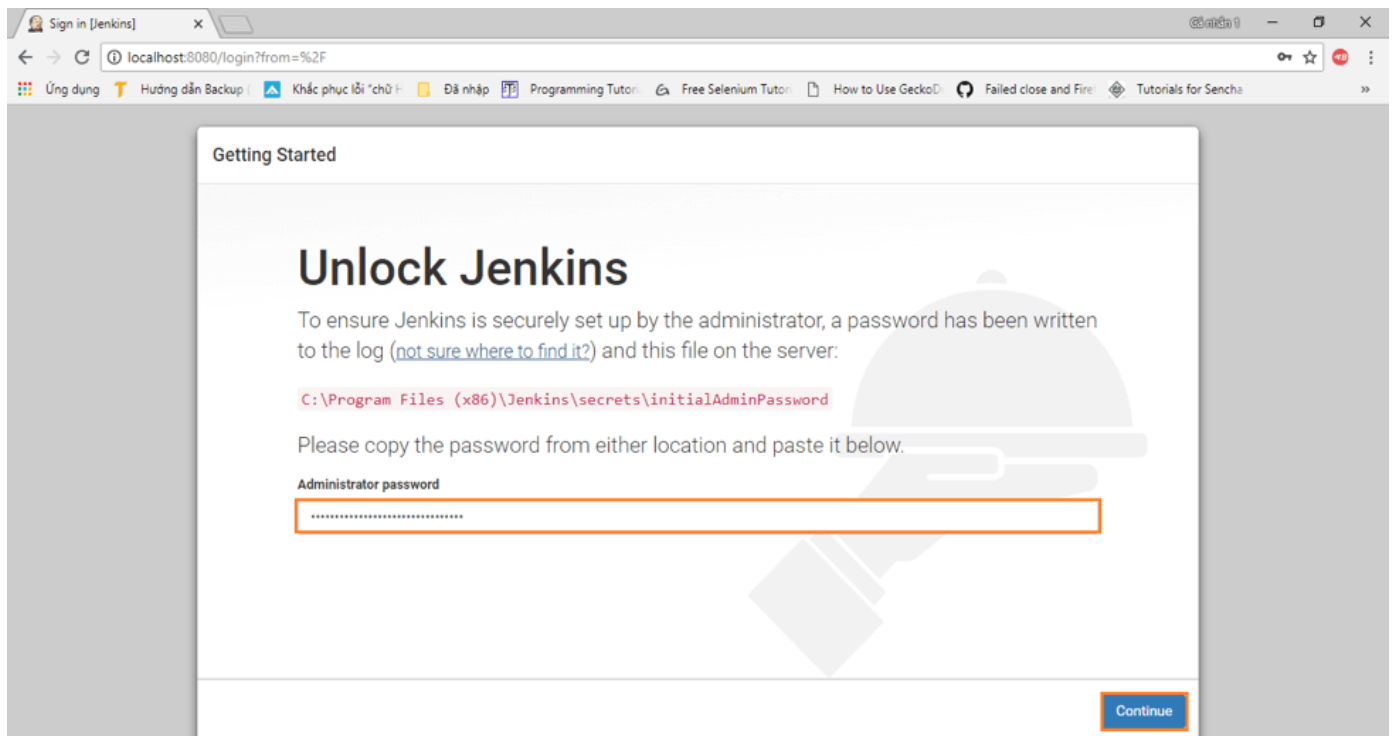 Sign in [Jenkins]
localhost:8080/login?from=%2F
Ứng dụng Hướng dẫn Backup Khắc phục lỗi "chữ H Đã nhập Programming Tutori Free Selenium Tutori How to Use GeckoD Failed close and Fire Tutorials for Sencha »
Getting Started
Unlock Jenkins
To ensure Jenkins is securely set up by the administrator, a password has been written
to the log (not sure where to find it?) and this file on the server:
C:\Program Files (x86)\Jenkins\secrets\initialAdminPassword
Please copy the password from either location and paste it below.
Administrator password
Continue